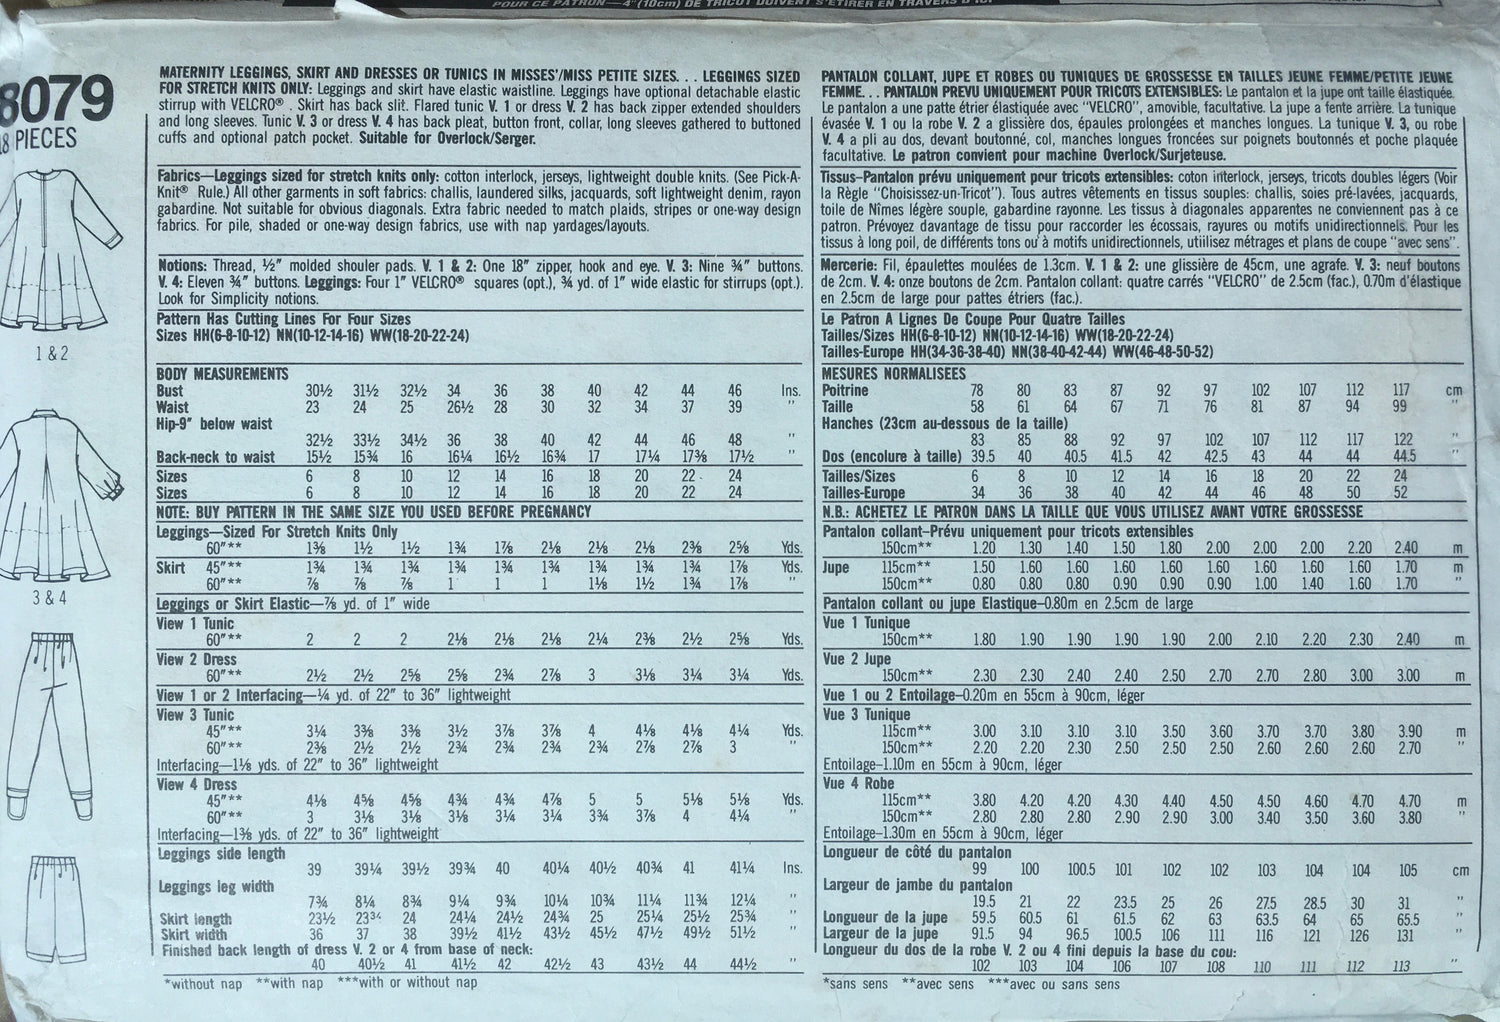 POUR CE PATRON—4"(10cm) DE TRICOT DOIVENT S'ÉTIRER EN TRAVERS
8079
18 PIECES
1 & 2
3 & 4
MATERNITY LEGGINGS, SKIRT AND DRESSES OR TUNICS IN MISSES'/MISS PETITE SIZES. . . LEGGINGS SIZED
FOR STRETCH KNITS ONLY: Leggings and skirt have elastic waistline. Leggings have optional detachable elastic
stirrup with VELCRO® . Skirt has back slit. Flared tunic V. 1 or dress V. 2 has back zipper extended shoulders
and long sleeves. Tunic V. 3 or dress V. 4 has back pleat, button front, collar, long sleeves gathered to buttoned
cuffs and optional patch pocket. Suitable for Overlock/Serger.
Fabrics—Leggings sized for stretch knits only: cotton interlock, jerseys, lightweight double knits. (See Pick-A-
Knit® Rule.) All other garments in soft fabrics: challis, laundered silks, jacquards, soft lightweight denim, rayon
gabardine. Not suitable for obvious diagonals. Extra fabric needed to match plaids, stripes or one-way design
fabrics. For pile, shaded or one-way design fabrics, use with nap yardages/layouts.
Notions: Thread, ½" molded shouler pads. V. 1 & 2: One 18" zipper, hook and eye. V. 3: Nine ¾" buttons.
V. 4: Eleven ¾" buttons. Leggings: Four 1" VELCRO® squares (opt.), ¾ yd. of 1" wide elastic for stirrups (opt.).
Look for Simplicity notions.
Pattern Has Cutting Lines For Four Sizes
Sizes HH(6-8-10-12) NN(10-12-14-16) WW(18-20-22-24)
BODY MEASUREMENTS
Bust 30½ 31½ 32½ 34 36 38 40 42 44 46 Ins.
Waist 23 24 25 26½ 28 30 32 34 37 39 "
Hip-9" below waist
32½ 33½ 34½ 36 38 40 42 44 46 48 "
Back-neck to waist 15½ 15¾ 16 16¼ 16½ 16¾ 17 17¼ 17⅜ 17½ "
Sizes 6 8 10 12 14 16 18 20 22 24
Sizes 6 8 10 12 14 16 18 20 22 24
NOTE: BUY PATTERN IN THE SAME SIZE YOU USED BEFORE PREGNANCY
Leggings—Sized For Stretch Knits Only
60"** 1⅜ 1½ 1½ 1¾ 1⅞ 2⅛ 2⅛ 2⅛ 2⅜ 2⅝ Yds.
Skirt 45"** 1¾ 1¾ 1¾ 1¾ 1¾ 1¾ 1¾ 1¾ 1¾ 1⅞ Yds.
60"** ⅞ ⅞ ⅞ 1 1 1 1⅛ 1½ 1¾ 1⅞ "
Leggings or Skirt Elastic—⅞ yd. of 1" wide
View 1 Tunic
60"** 2 2 2 2⅛ 2⅛ 2⅛ 2¼ 2⅜ 2½ 2⅝ Yds.
View 2 Dress
60"** 2½ 2½ 2⅝ 2⅝ 2¾ 2⅞ 3 3⅛ 3¼ 3¼ Yds.
View 1 or 2 Interfacing—¼ yd. of 22" to 36" lightweight
View 3 Tunic
45"** 3¼ 3⅜ 3⅜ 3½ 3⅞ 3⅞ 4 4⅛ 4⅛ 4¼ Yds.
60"** 2⅜ 2½ 2½ 2¾ 2¾ 2¾ 2¾ 2⅞ 2⅞ 3 "
Interfacing—1⅛ yds. of 22" to 36" lightweight
View 4 Dress
45"** 4⅛ 4⅝ 4⅝ 4¾ 4¾ 4⅞ 5 5 5⅛ 5⅛ Yds.
60"** 3 3⅛ 3⅛ 3⅛ 3¼ 3¼ 3¾ 3⅞ 4 4¼ "
Interfacing—1⅜ yds. of 22" to 36" lightweight
Leggings side length
39 39¼ 39½ 39¾ 40 40¼ 40½ 40¾ 41 41¼ Ins.
Leggings leg width
7¾ 8¼ 8¾ 9¼ 9¾ 10¼ 10¾ 11¼ 11¾ 12¼ "
Skirt length 23½ 23¾ 24 24¼ 24½ 24¾ 25 25¼ 25½ 25¾ "
Skirt width 36 37 38 39½ 41½ 43½ 45½ 47½ 49½ 51½ "
Finished back length of dress V. 2 or 4 from base of neck:
40 40½ 41 41½ 42 42½ 43 43½ 44 44½ "
*without nap **with nap ***with or without nap
PANTALON COLLANT, JUPE ET ROBES OU TUNIQUES DE GROSSESSE EN TAILLES JEUNE FEMME/PETITE JEUNE
FEMME. . . PANTALON PREVU UNIQUEMENT POUR TRICOTS EXTENSIBLES: Le pantalon et la jupe ont taille élastiquée.
Le pantalon a une patte étrier élastiquée avec "VELCRO", amovible, facultative. La jupe a fente arrière. La tunique
évasée V. 1 ou la robe V. 2 a glissière dos, épaules prolongées et manches longues. La tunique V. 3, ou robe
V. 4 a pli au dos, devant boutonné, col, manches longues froncées sur poignets boutonnés et poche plaquée
facultative. Le patron convient pour machine Overlock/Surjeteuse.
Tissus—Pantalon prévu uniquement pour tricots extensibles: coton interlock, jerseys, tricots doubles légers (Voir
la Règle "Choisissez-un-Tricot"). Tous autres vêtements en tissus souples: challis, soies pré-lavées, jacquards,
toile de Nîmes légère souple, gabardine rayonne. Les tissus à diagonales apparentes ne conviennent pas à ce
patron. Prévoyez davantage de tissu pour raccorder les écossais, rayures ou motifs unidirectionnels. Pour les
tissus à long poil, de différents tons ou à motifs unidirectionnels, utiilisez métrages et plans de coupe "avec sens".
Mercerie: Fil, épaulettes moulées de 1.3cm. V. 1 & 2: une glissière de 45cm, une agrafe. V. 3: neuf boutons
de 2cm. V. 4: onze boutons de 2cm. Pantalon collant: quatre carrés "VELCRO" de 2.5cm (fac.), 0.70m d'élastique
en 2.5cm de large pour pattes étriers (fac.).
Le Patron A Lignes De Coupe Pour Quatre Tailles
Tailles/Sizes HH(6-8-10-12) NN(10-12-14-16) WW(18-20-22-24)
Tailles-Europe HH(34-36-38-40) NN(38-40-42-44) WW(46-48-50-52)
MESURES NORMALISEES
Poitrine 78 80 83 87 92 97 102 107 112 117 cm
Taille 58 61 64 67 71 76 81 87 94 99 "
Hanches (23cm au-dessous de la taille)
83 85 88 92 97 102 107 112 117 122 "
Dos (encolure à taille) 39.5 40 40.5 41.5 42 42.5 43 44 44 44.5 "
Tailles/Sizes 6 8 10 12 14 16 18 20 22 24
Tailles-Europe 34 36 38 40 42 44 46 48 50 52
N.B.: ACHETEZ LE PATRON DANS LA TAILLE QUE VOUS UTILISEZ AVANT VOTRE GROSSESSE
Pantalon collant-Prévu uniquement pour tricots extensibles
150cm** 1.20 1.30 1.40 1.50 1.80 2.00 2.00 2.00 2.20 2.40 m
Jupe 115cm** 1.50 1.60 1.60 1.60 1.60 1.60 1.60 1.60 1.60 1.70 m
150cm** 0.80 0.80 0.80 0.90 0.90 0.90 1.00 1.40 1.60 1.70 "
Pantalon collant ou jupe Elastique—0.80m en 2.5cm de large
Vue 1 Tunique
150cm** 1.80 1.90 1.90 1.90 1.90 2.00 2.10 2.20 2.30 2.40 m
Vue 2 Jupe
150cm** 2.30 2.30 2.40 2.40 2.50 2.70 2.70 2.80 3.00 3.00 m
Vue 1 ou 2 Entoilage—0.20m en 55cm à 90cm, léger
Vue 3 Tunique
115cm** 3.00 3.10 3.10 3.10 3.50 3.60 3.70 3.70 3.80 3.90 m
150cm** 2.20 2.20 2.30 2.50 2.50 2.50 2.60 2.60 2.60 2.70 "
Entoilage—1.10m en 55cm à 90cm, léger
Vue 4 Robe
115cm** 3.80 4.20 4.20 4.30 4.40 4.50 4.50 4.60 4.70 4.70 m
150cm** 2.80 2.80 2.80 2.90 2.90 3.00 3.40 3.50 3.60 3.80 "
Entoilage—1.30m en 55cm à 90cm, léger
Longueur de côté du pantalon
99 100 100.5 101 102 102 103 104 104 105 cm
Largeur de jambe du pantalon
19.5 21 22 23.5 25 26 27.5 28.5 30 31 "
Longueur de la jupe 59.5 60.5 61 61.5 62 63 63.5 64 65 65.5 "
Largeur de la jupe 91.5 94 96.5 100.5 106 111 116 121 126 131 "
Longueur du dos de la robe V. 2 ou 4 fini depuis la base du cou:
102 103 104 106 107 108 110 111 112 113 "
*sans sens **avec sens ***avec ou sans sens